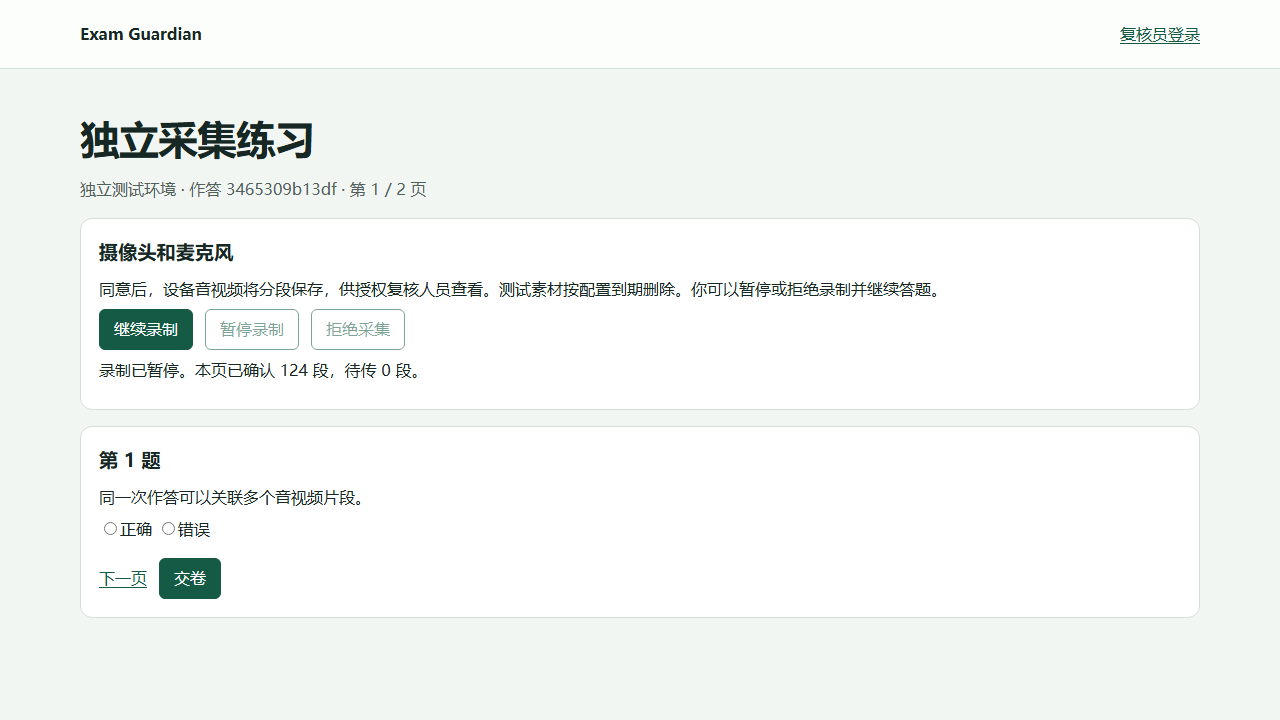 Exam Guardian
复核员登录
独立采集练习
独立测试环境 · 作答 3465309b13df · 第 1 / 2 页
摄像头和麦克风
同意后，设备音视频将分段保存，供授权复核人员查看。测试素材按配置到期删除。你可以暂停或拒绝录制并继续答题。
继续录制 暂停录制 拒绝采集
录制已暂停。本页已确认 124 段，待传 0 段。
第 1 题
同一次作答可以关联多个音视频片段。
正确 错误
下一页 交卷